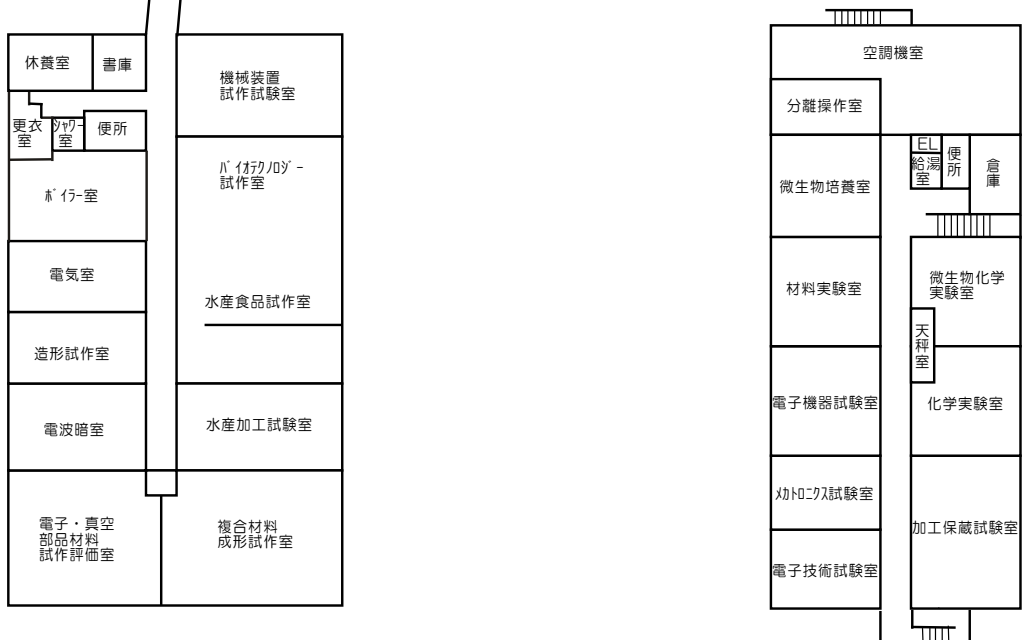 休養室
書庫
機械装置
試作試験室
更衣
室
ｼｬﾜｰ
室
便所
ﾊﾞｲｵﾃｸﾉﾛｼﾞｰ
試作室
ﾎﾞｲﾗｰ室
電気室
水産食品試作室
造形試作室
電波暗室
水産加工試験室
電子・真空
部品材料
試作評価室
複合材料
成形試作室
空調機室
分離操作室
EL
給湯
室
便
所
倉
庫
微生物培養室
材料実験室
微生物化学
実験室
天
秤
室
電子機器試験室
化学実験室
ﾒｶﾄﾛﾆｸｽ試験室
加工保蔵試験室
電子技術試験室